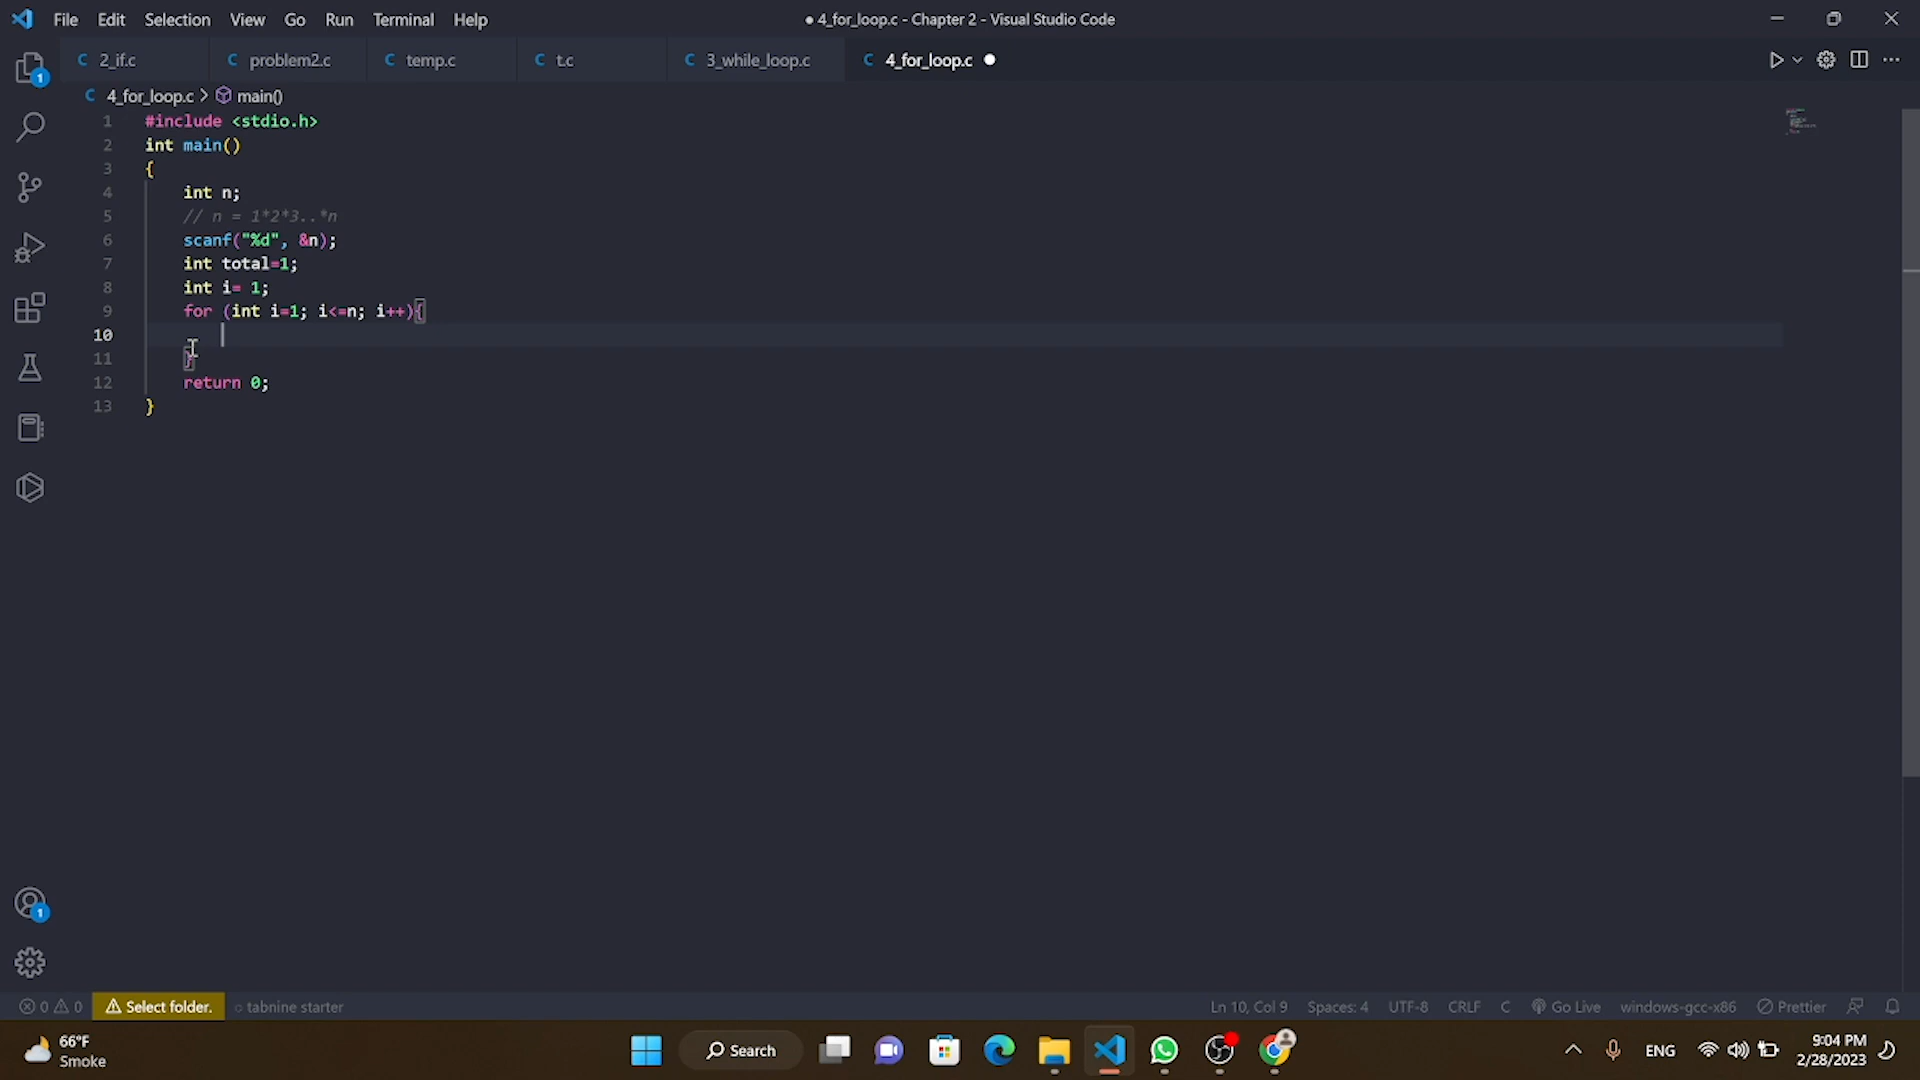 File Edit Selection View Go Run Terminal Help
● 4_for_loop.c - Chapter 2 - Visual Studio Code
C 2_if.c
C problem2.c
C temp.c
C t.c
C 3_while_loop.c
C 4_for_loop.c ●
C 4_for_loop.c > main()
1 #include <stdio.h>
2 int main()
3 {
4 int n;
5 // n = 1*2*3..*n
6 scanf("%d", &n);
7 int total=1;
8 int i= 1;
9 for (int i=1; i<=n; i++){
10
11 }
12 return 0;
13 }
1
1
0 0 Select folder. tabnine starter
Ln 10, Col 9 Spaces: 4 UTF-8 CRLF C Go Live windows-gcc-x86 Prettier
66°F
Smoke
Search
ENG
9:04 PM
2/28/2023